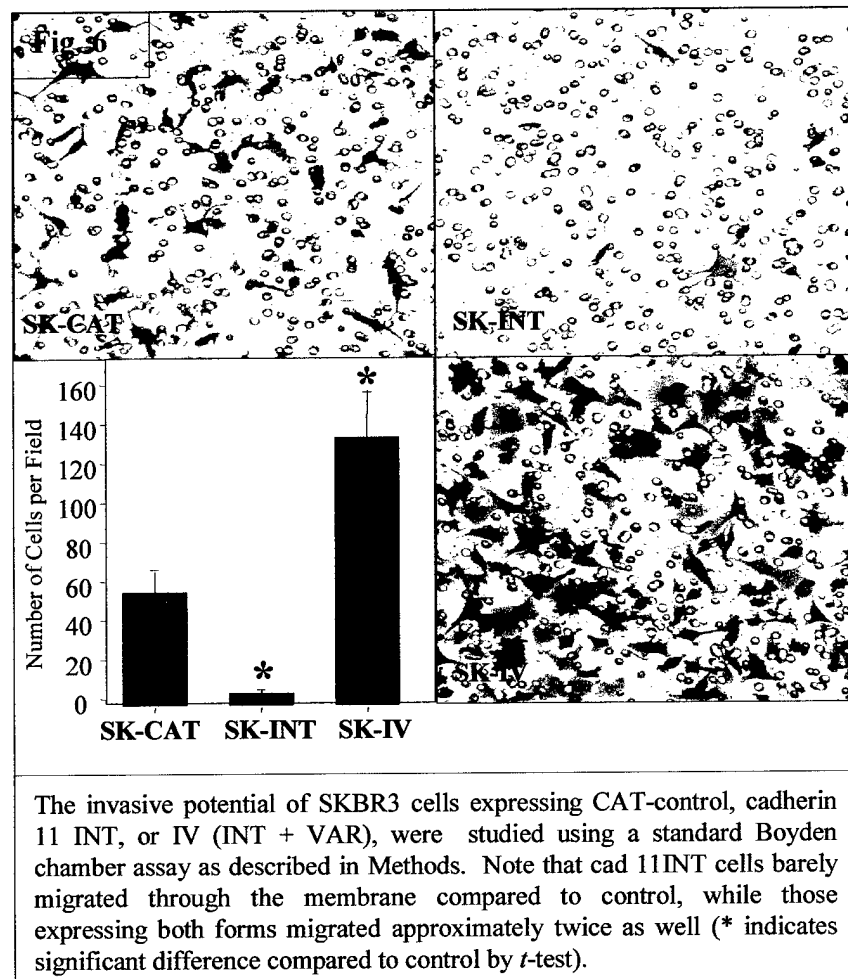 Fig. 6
SK-CAT
SK-INT
160
140
120
100
80
60
40
20
0
Number of Cells per Field
*
*
SK-CAT SK-INT SK-IV
SK-IV
The invasive potential of SKBR3 cells expressing CAT-control, cadherin
11 INT, or IV (INT + VAR), were studied using a standard Boyden
chamber assay as described in Methods. Note that cad 11INT cells barely
migrated through the membrane compared to control, while those
expressing both forms migrated approximately twice as well (* indicates
significant difference compared to control by t-test).